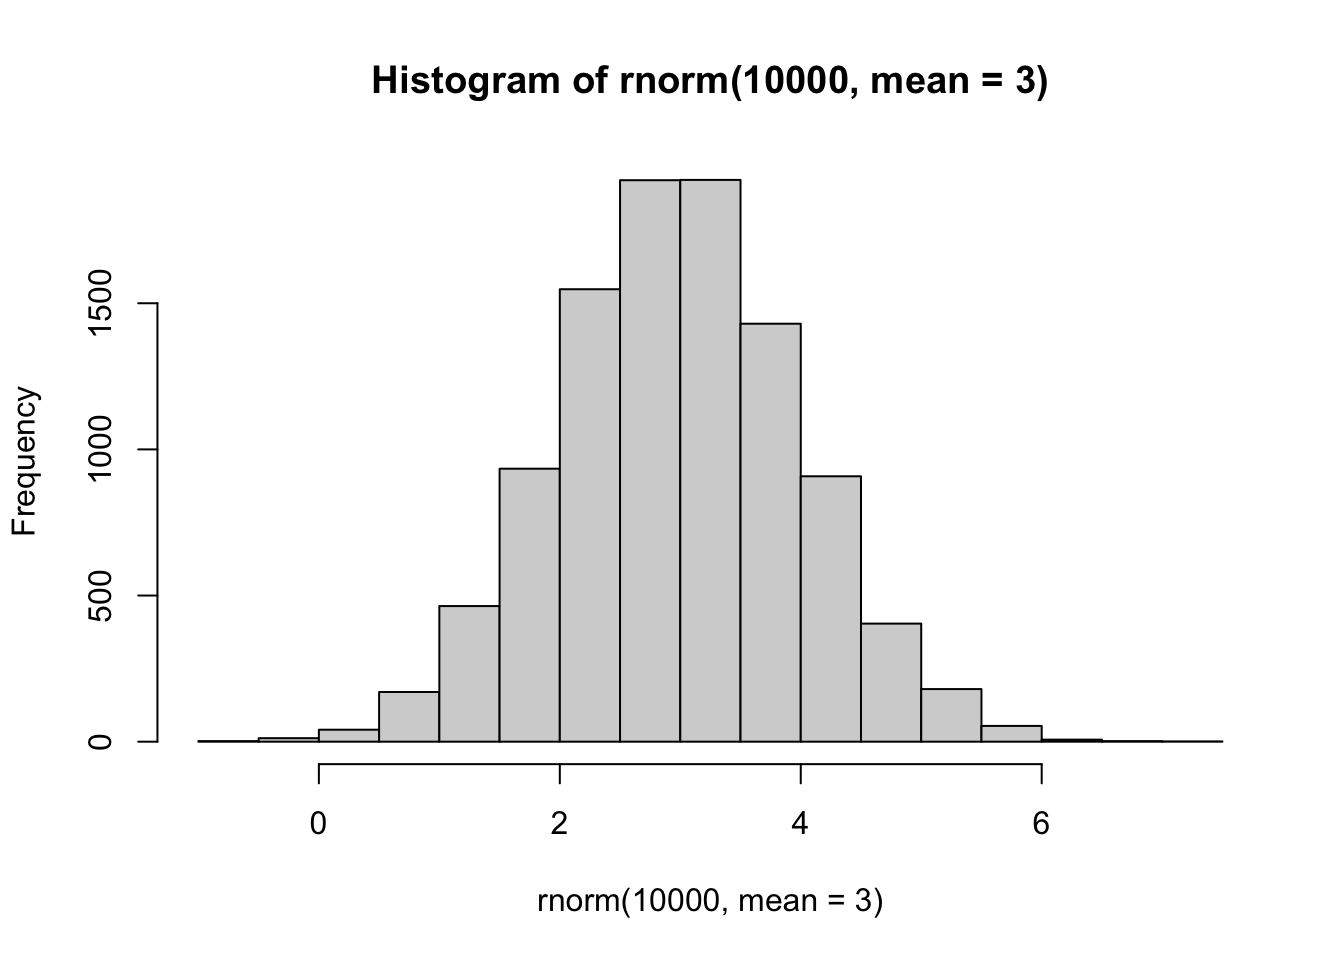 Histogram of rnorm(10000, mean = 3)
Frequency
1500
1000
500
0
0 2 4 6
rnorm(10000, mean = 3)